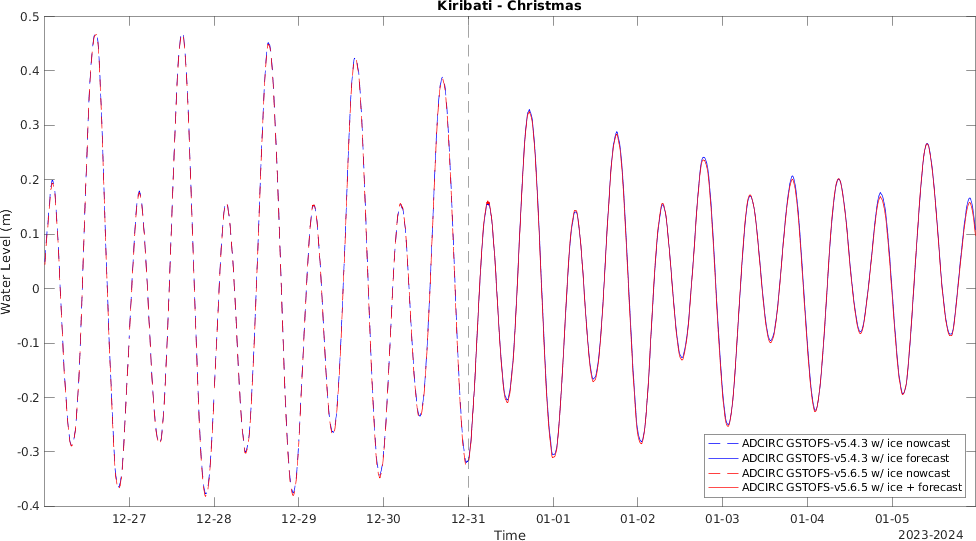 Kiribati - Christmas
0.5
0.4
0.3
0.2
0.1
0
-0.1
-0.2
-0.3
-0.4
Water Level (m)
12-27 12-28 12-29 12-30 12-31 01-01 01-02 01-03 01-04 01-05
Time
2023-2024
ADCIRC GSTOFS-v5.4.3 w/ ice nowcast
ADCIRC GSTOFS-v5.4.3 w/ ice forecast
ADCIRC GSTOFS-v5.6.5 w/ ice nowcast
ADCIRC GSTOFS-v5.6.5 w/ ice + forecast